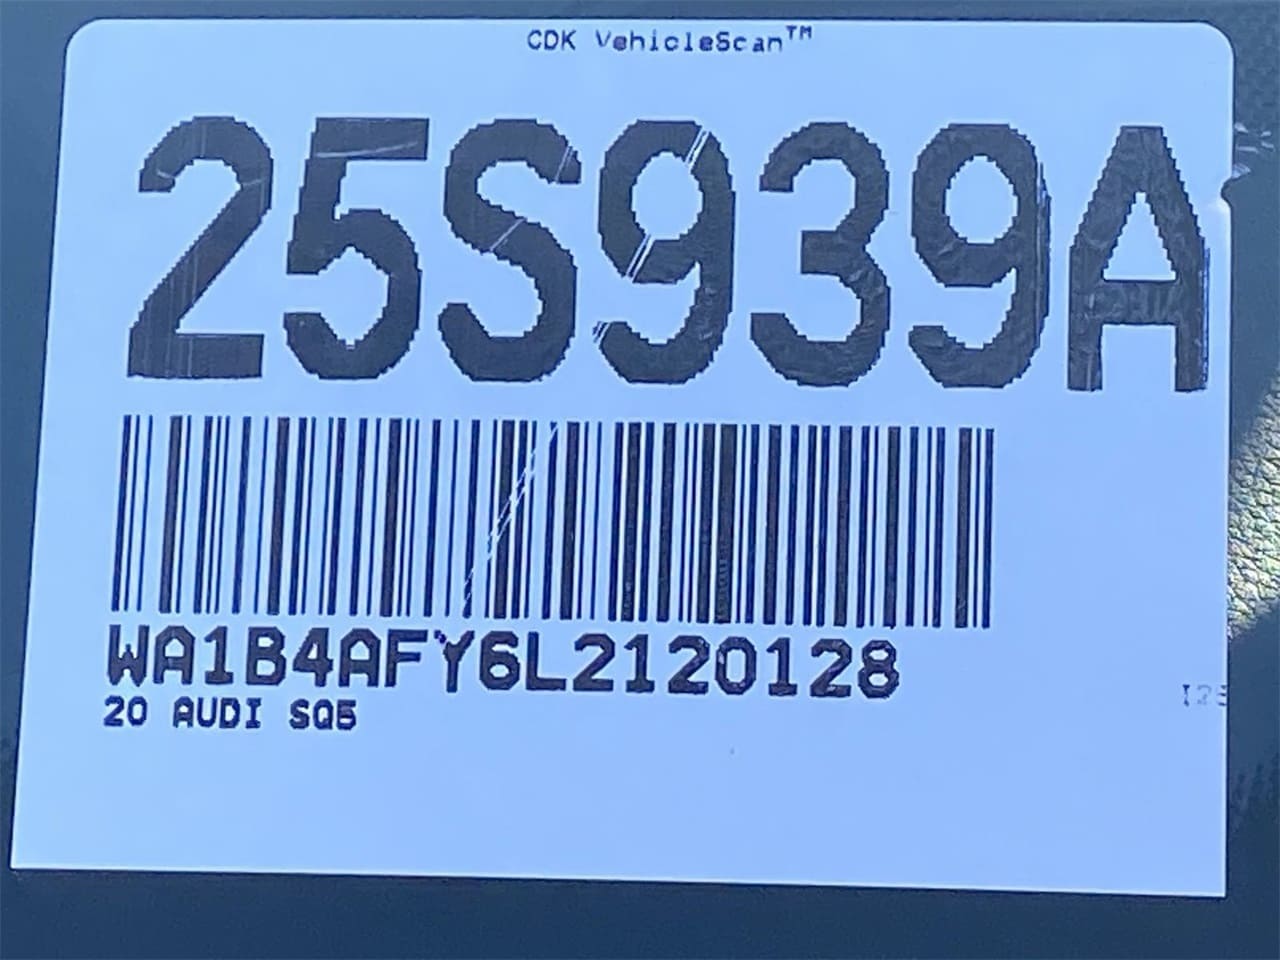 CDK VehicleScan™
25S939A
WA1B4AFY6L2120128
20 AUDI SQ5